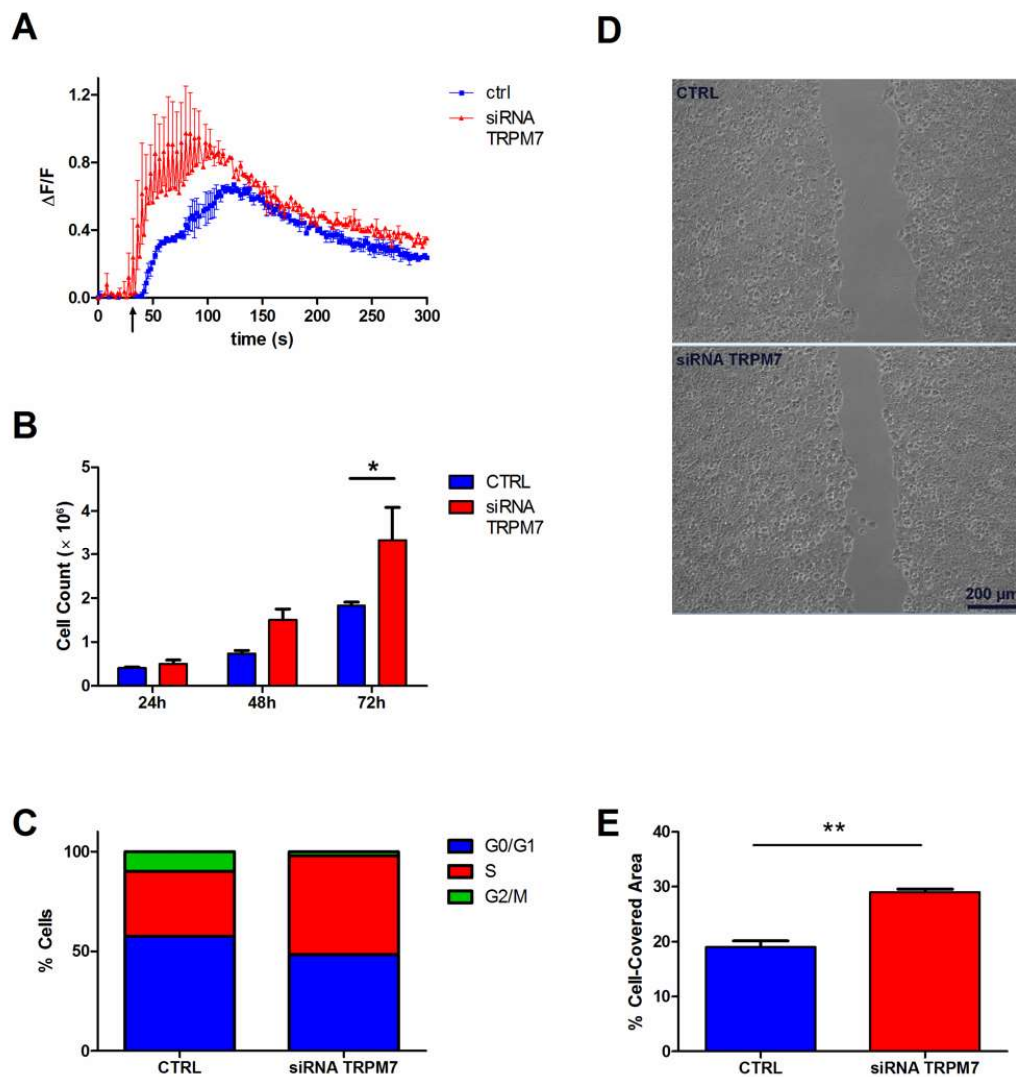 A
1.2
0.8
0.4
0.0
ΔF/F
0 50 100 150 200 250 300
time (s)
ctrl
siRNA
TRPM7
B
5
4
3
2
1
0
Cell Count (× 10⁶)
*
24h 48h 72h
CTRL
siRNA
TRPM7
C
100
50
0
% Cells
CTRL siRNA TRPM7
G0/G1
S
G2/M
D
CTRL
siRNA TRPM7
200 µm
E
40
30
20
10
0
% Cell-Covered Area
**
CTRL siRNA TRPM7